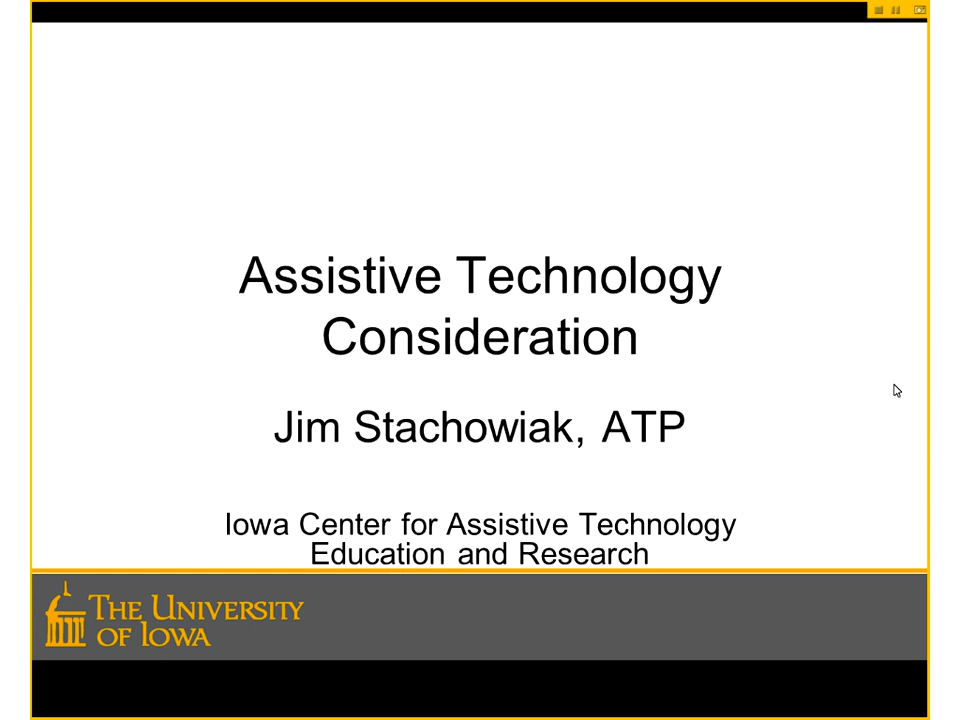 Assistive Technology
Consideration
Jim Stachowiak, ATP
Iowa Center for Assistive Technology
Education and Research
THE UNIVERSITY
OF IOWA